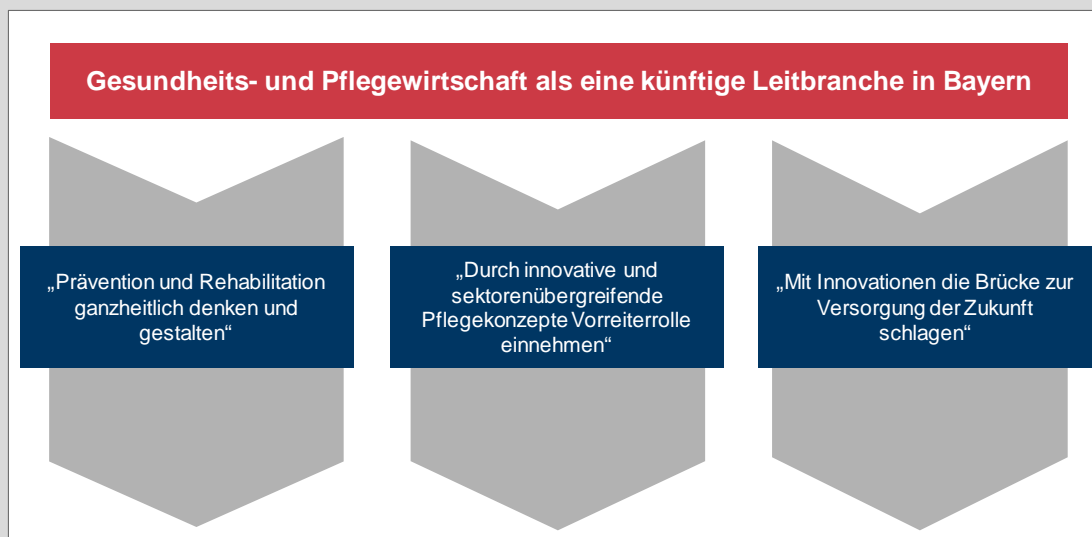 Gesundheits- und Pflegewirtschaft als eine künftige Leitbranche in Bayern
„Prävention und Rehabilitation
ganzheitlich denken und
gestalten“
„Durch innovative und
sektorenübergreifende
Pflegekonzepte Vorreiterrolle
einnehmen“
„Mit Innovationen die Brücke zur
Versorgung der Zukunft
schlagen“